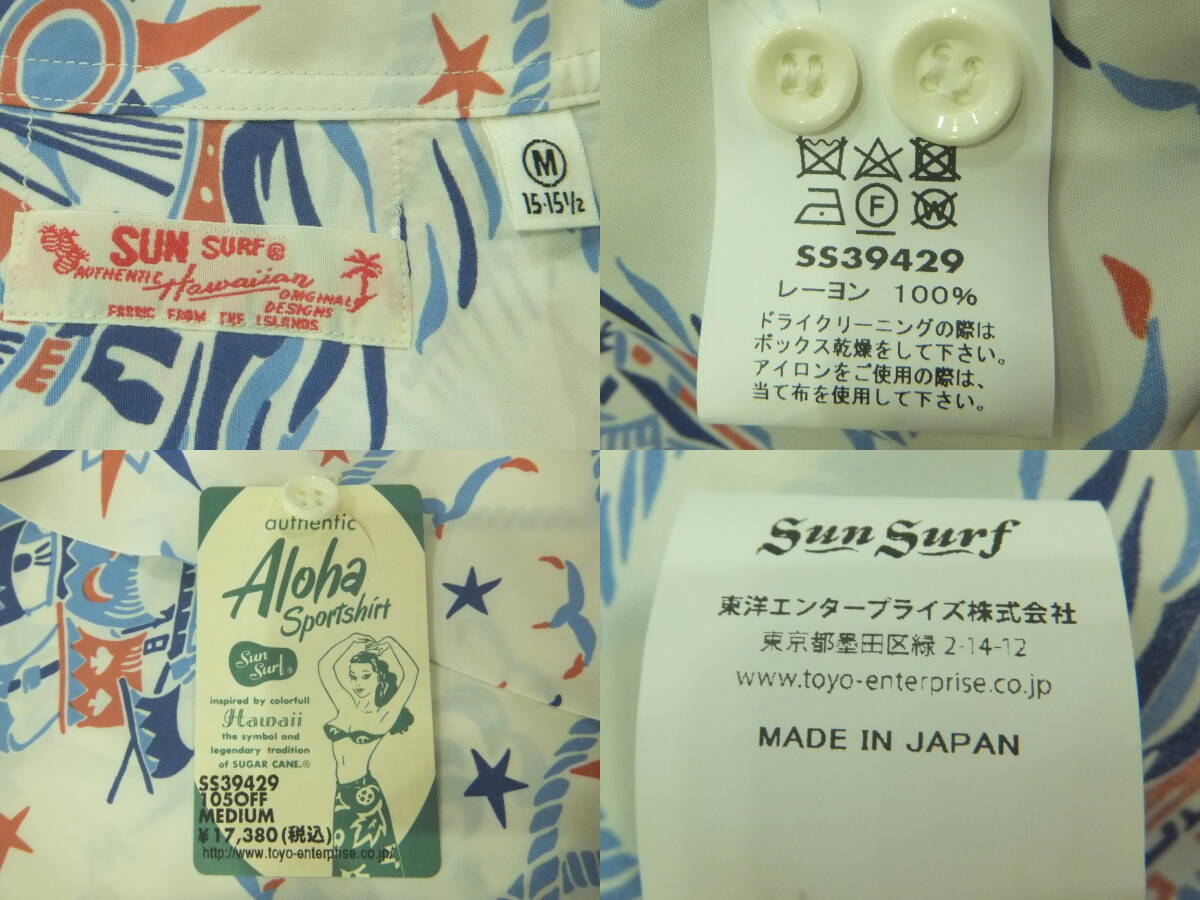 SUN SURF®
AUTHENTIC Hawaiian
ORIGINAL
DESIGNS
FABRIC FROM THE ISLANDS
M
15-15 1/2
E
F
W
SS39429
レーヨン 100%
ドライクリーニングの際は
ボックス乾燥をして下さい。
アイロンをご使用の際は、
当て布を使用して下さい。
authentic
Aloha
Sportshirt
Sun
Surf®
inspired by colorfull
Hawaii
the symbol and
legendary tradition
of SUGAR CANE.®
SS39429
105OFF
MEDIUM
¥17,380(税込)
http://www.toyo-enterprise.co.jp/
Sun Surf
東洋エンタープライズ株式会社
東京都墨田区緑 2-14-12
www.toyo-enterprise.co.jp
MADE IN JAPAN